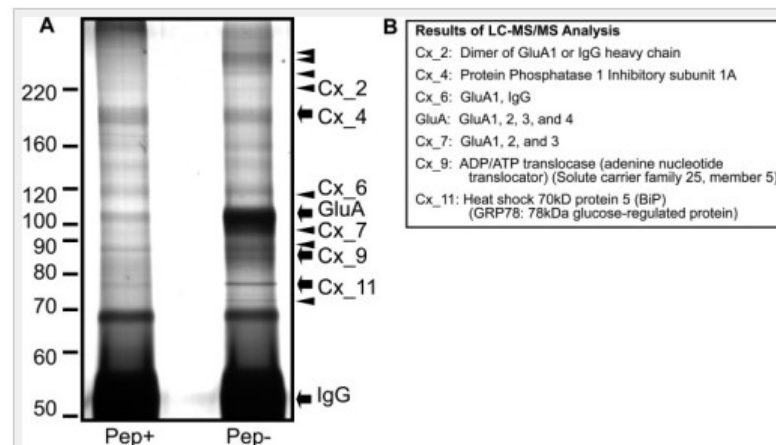 A
220
160
120
100
90
80
70
60
50
Cx_2
Cx_4
Cx_6
GluA
Cx_7
Cx_9
Cx_11
IgG
Pep+
Pep-
B
Results of LC-MS/MS Analysis
Cx_2: Dimer of GluA1 or IgG heavy chain
Cx_4: Protein Phosphatase 1 Inhibitory subunit 1A
Cx_6: GluA1, IgG
GluA: GluA1, 2, 3, and 4
Cx_7: GluA1, 2, and 3
Cx_9: ADP/ATP translocase (adenine nucleotide
translocator) (Solute carrier family 25, member 5)
Cx_11: Heat shock 70kD protein 5 (BiP)
(GRP78: 78kDa glucose-regulated protein)